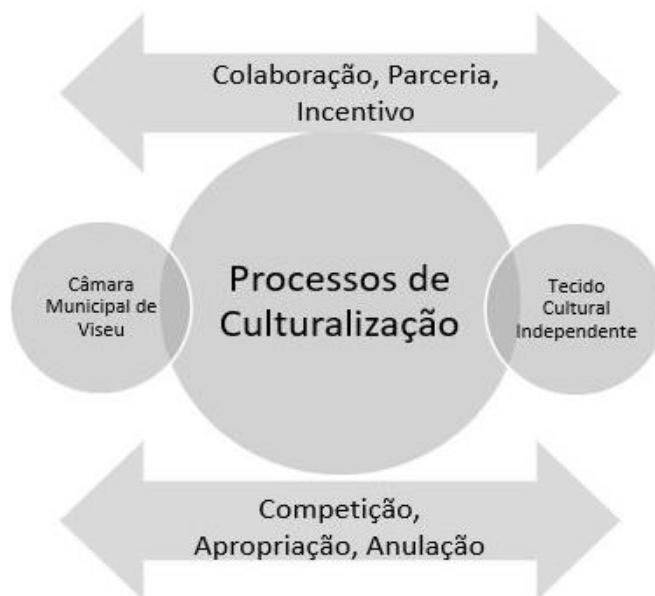 Colaboração, Parceria,
Incentivo
Processos de
Culturalização
Câmara
Municipal de
Viseu
Tecido
Cultural
Independente
Competição,
Apropriação, Anulação